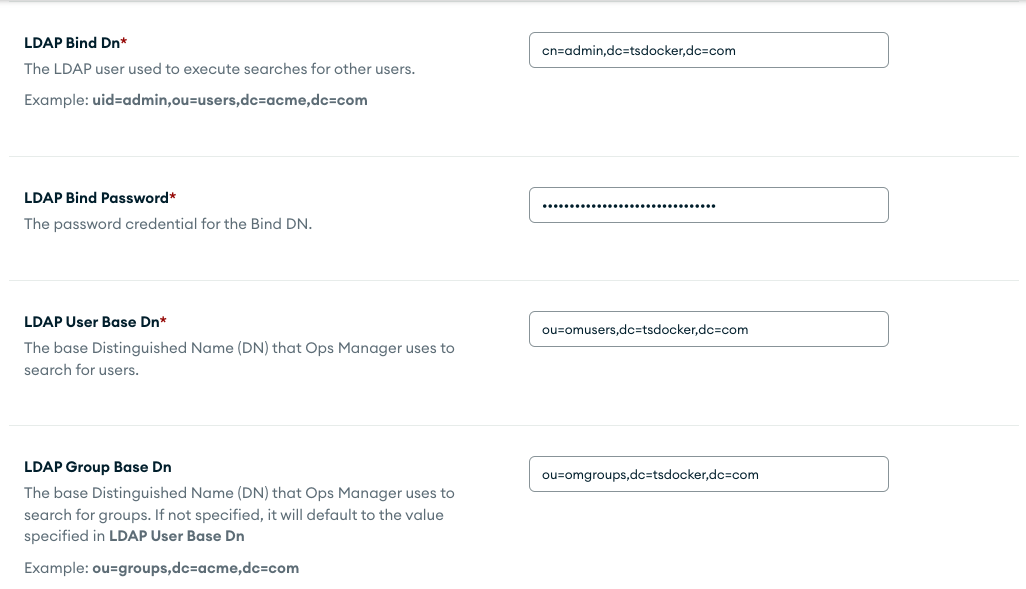 LDAP Bind Dn*
cn=admin,dc=tsdocker,dc=com
The LDAP user used to execute searches for other users.
Example: uid=admin,ou=users,dc=acme,dc=com
LDAP Bind Password*
••••••••••••••••••••••••••••••••
The password credential for the Bind DN.
LDAP User Base Dn*
ou=omusers,dc=tsdocker,dc=com
The base Distinguished Name (DN) that Ops Manager uses to
search for users.
LDAP Group Base Dn
ou=omgroups,dc=tsdocker,dc=com
The base Distinguished Name (DN) that Ops Manager uses to
search for groups. If not specified, it will default to the value
specified in LDAP User Base Dn
Example: ou=groups,dc=acme,dc=com